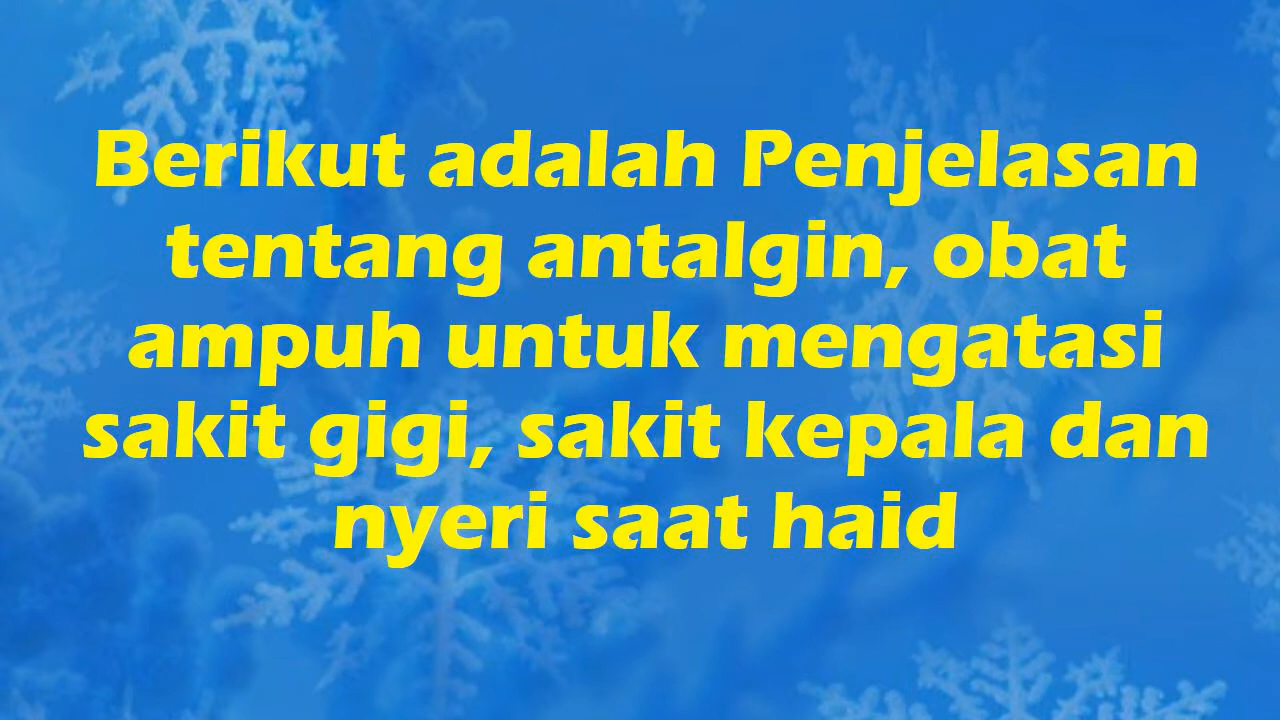 Berikut adalah Penjelasan
tentang antalgin, obat
ampuh untuk mengatasi
sakit gigi, sakit kepala dan
nyeri saat haid